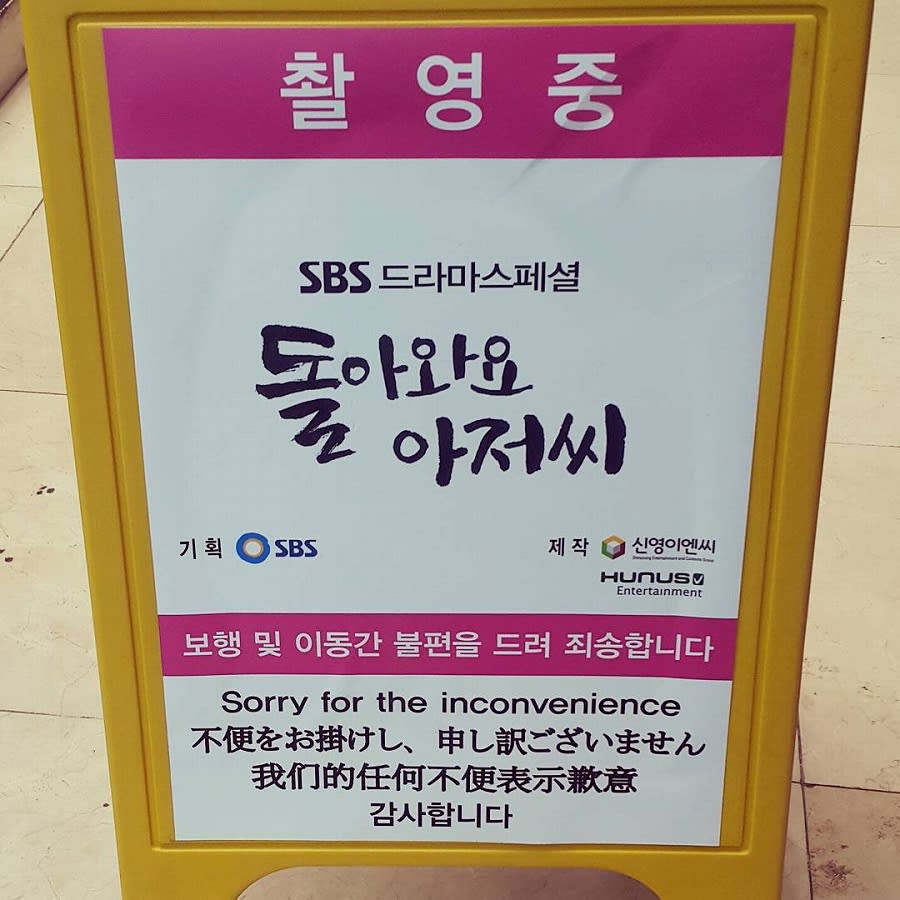 촬영중
SBS 드라마스페셜
돌아와요
아저씨
기획 SBS
제작 신영이엔씨
HUNUS
Entertainment
보행 및 이동간 불편을 드려 죄송합니다
Sorry for the inconvenience
不便をお掛けし、申し訳ございません
我们的任何不便表示歉意
감사합니다